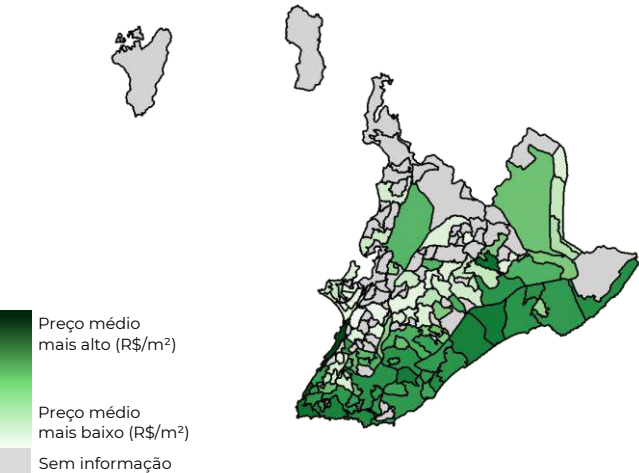 Preço médio
mais alto (R$/m²)
Preço médio
mais baixo (R$/m²)
Sem informação